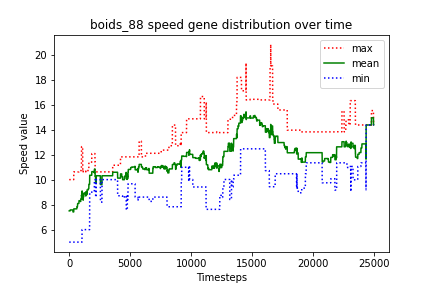 boids_88 speed gene distribution over time
max
mean
min
Speed value
20
18
16
14
12
10
8
6
0 5000 10000 15000 20000 25000
Timesteps